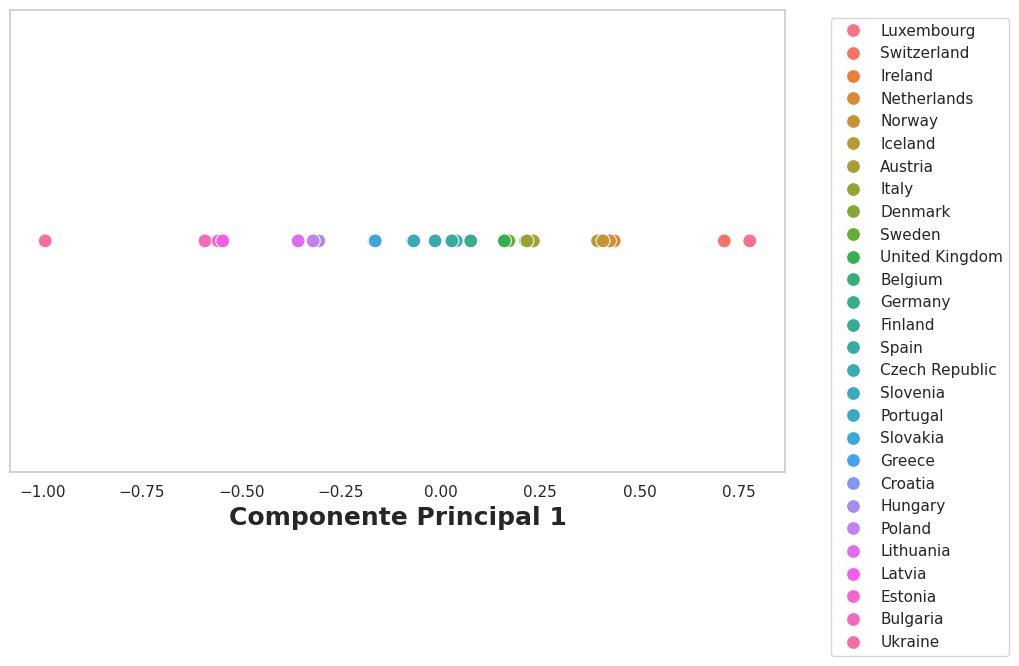 −1.00 −0.75 −0.50 −0.25 0.00 0.25 0.50 0.75
Componente Principal 1
Luxembourg
Switzerland
Ireland
Netherlands
Norway
Iceland
Austria
Italy
Denmark
Sweden
United Kingdom
Belgium
Germany
Finland
Spain
Czech Republic
Slovenia
Portugal
Slovakia
Greece
Croatia
Hungary
Poland
Lithuania
Latvia
Estonia
Bulgaria
Ukraine